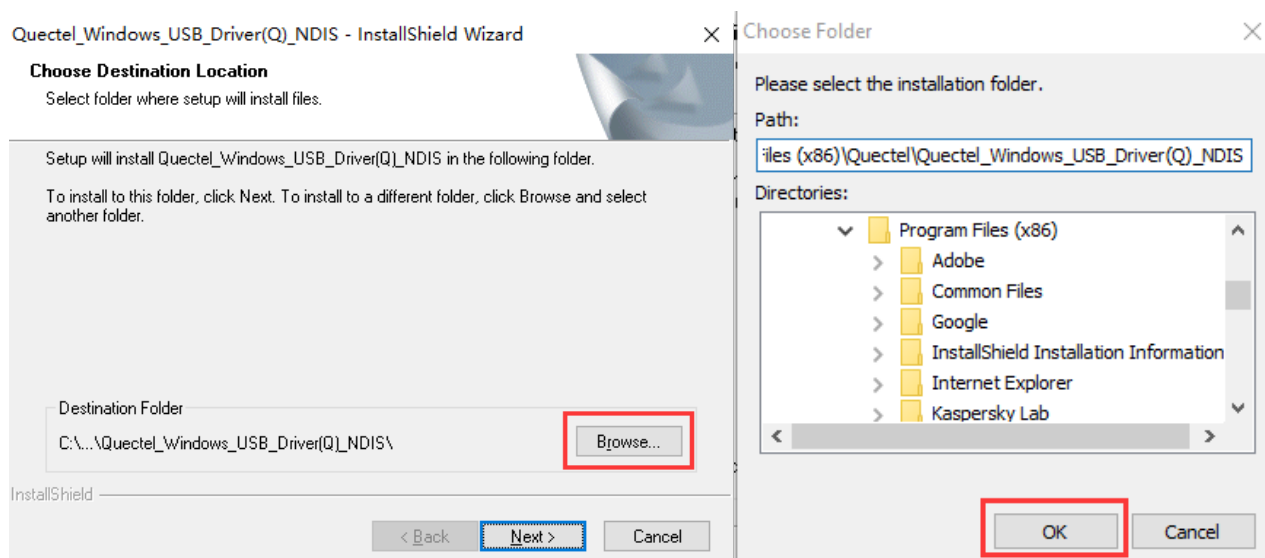 Quectel_Windows_USB_Driver(Q)_NDIS - InstallShield Wizard
Choose Destination Location
Select folder where setup will install files.
Setup will install Quectel_Windows_USB_Driver(Q)_NDIS in the following folder.
To install to this folder, click Next. To install to a different folder, click Browse and select
another folder.
Destination Folder
C:\...\Quectel_Windows_USB_Driver(Q)_NDIS\
Browse...
InstallShield
< Back
Next >
Cancel
Choose Folder
Please select the installation folder.
Path:
iles (x86)\Quectel\Quectel_Windows_USB_Driver(Q)_NDIS
Directories:
Program Files (x86)
Adobe
Common Files
Google
InstallShield Installation Information
Internet Explorer
Kaspersky Lab
OK
Cancel